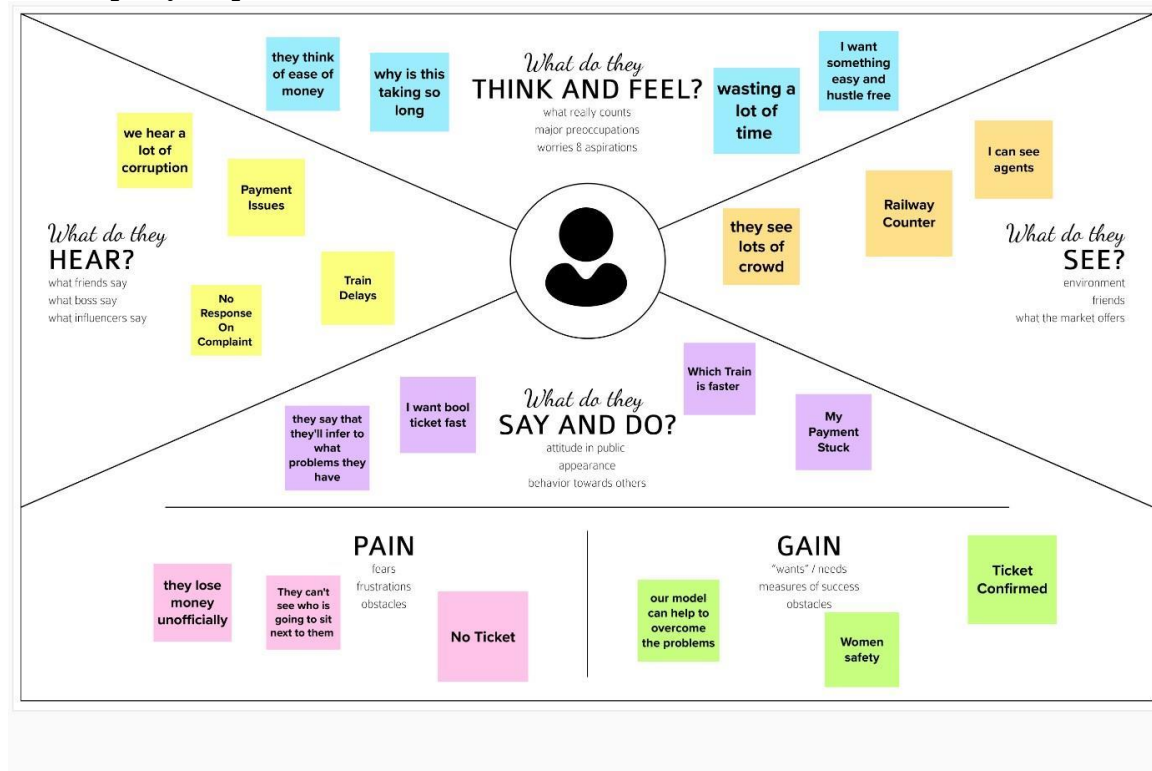 What do they
THINK AND FEEL?
what really counts
major preoccupations
worries & aspirations
they think
of ease of
money
why is this
taking so
long
wasting a
lot of
time
I want
something
easy and
hustle free
What do they
HEAR?
what friends say
what boss say
what influencers say
we hear a
lot of
corruption
Payment
Issues
Train
Delays
No
Response
On
Complaint
What do they
SEE?
environment
friends
what the market offers
they see
lots of
crowd
Railway
Counter
I can see
agents
What do they
SAY AND DO?
attitude in public
appearance
behavior towards others
they say that
they'll infer to
what
problems they
have
I want bool
ticket fast
Which Train
is faster
My
Payment
Stuck
PAIN
fears
frustrations
obstacles
they lose
money
unofficially
They can't
see who is
going to sit
next to them
No Ticket
GAIN
"wants" / needs
measures of success
obstacles
our model
can help to
overcome
the problems
Women
safety
Ticket
Confirmed